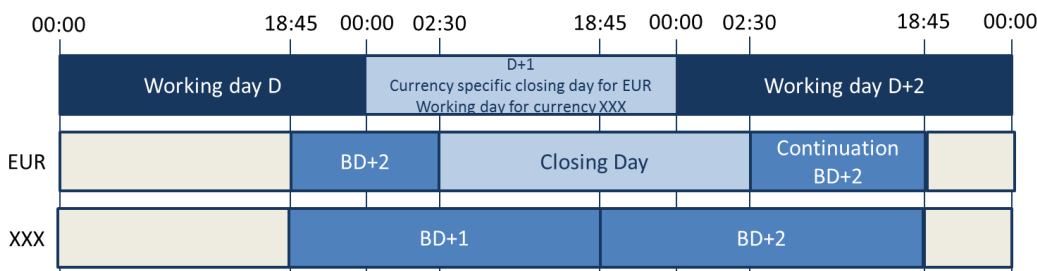 00:00 18:45 00:00 02:30 18:45 00:00 02:30 18:45 00:00
Working day D
D+1
Currency specific closing day for EUR
Working day for currency XXX
Working day D+2
EUR
BD+2
Closing Day
Continuation
BD+2
XXX
BD+1
BD+2